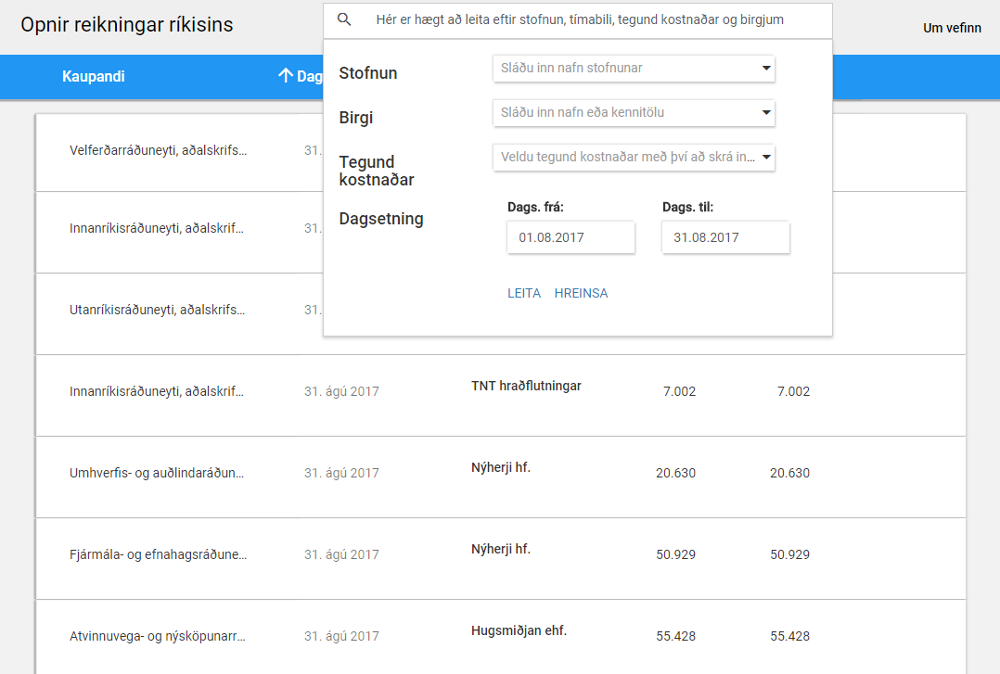 Opnir reikningar ríkisins
Hér er hægt að leita eftir stofnun, tímabili, tegund kostnaðar og birgjum
Um vefinn
Kaupandi
Dag
Stofnun
Sláðu inn nafn stofnunar
Birgi
Sláðu inn nafn eða kennitölu
Tegund
kostnaðar
Veldu tegund kostnaðar með því að skrá in...
Dagsetning
Dags. frá:
Dags. til:
01.08.2017
31.08.2017
LEITA HREINSA
Velferðarráðuneyti, aðalskrifs... 31.
Innanríkisráðuneyti, aðalskrif... 31.
Utanríkisráðuneyti, aðalskrifs... 31.
Innanríkisráðuneyti, aðalskrif... 31. ágú 2017 TNT hraðflutningar 7.002 7.002
Umhverfis- og auðlindaráðun... 31. ágú 2017 Nýherji hf. 20.630 20.630
Fjármála- og efnahagsráðune... 31. ágú 2017 Nýherji hf. 50.929 50.929
Atvinnuvega- og nýsköpunarr... 31. ágú 2017 Hugsmiðjan ehf. 55.428 55.428